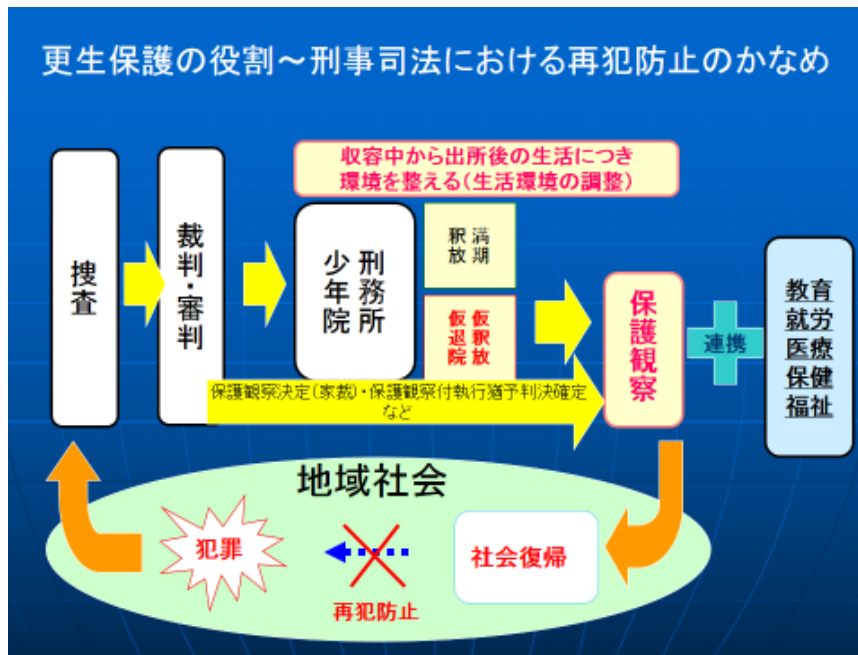 更生保護の役割～刑事司法における再犯防止のかなめ
収容中から出所後の生活につき
環境を整える（生活環境の調整）
捜査
裁判・審判
刑務所
少年院
満期
釈放
仮釈放
仮退院
保護観察
連携
教育
就労
医療
保健
福祉
保護観察決定（家裁）・保護観察付執行猶予判決確定
など
地域社会
犯罪
社会復帰
再犯防止